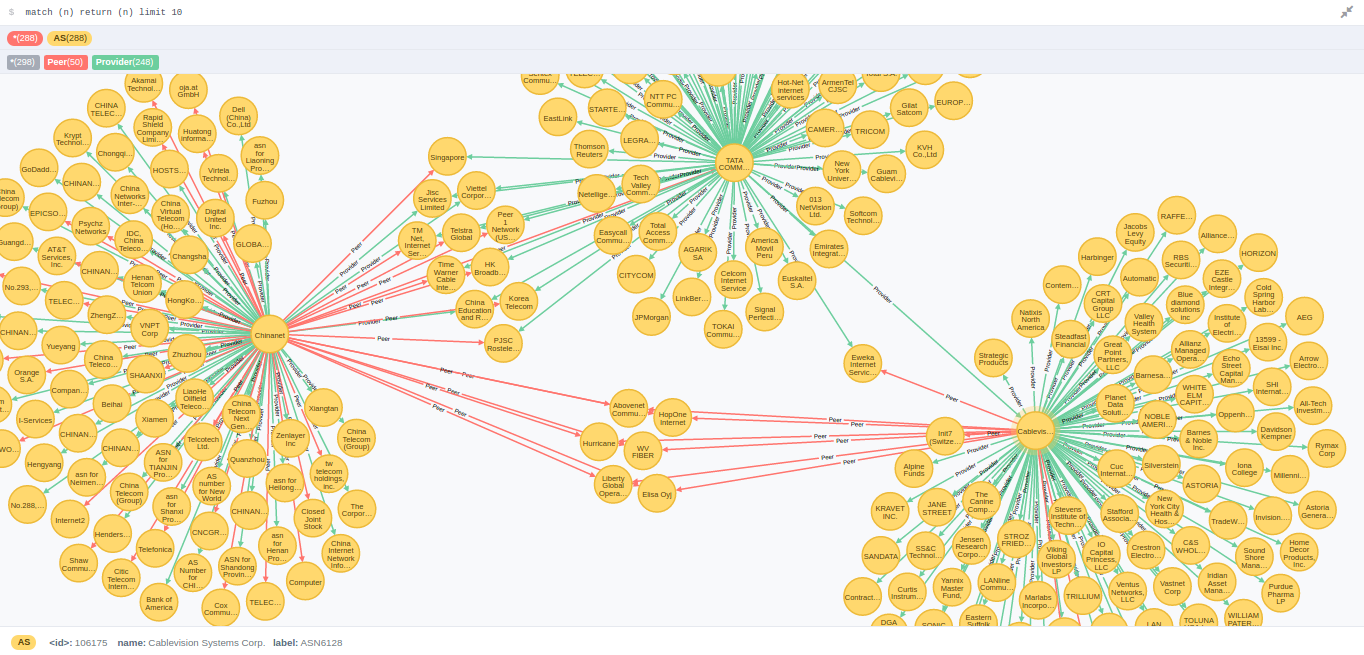 $ match (n) return (n) limit 10
*(288) AS(288)
*(298) Peer(50) Provider(248)
Akamai Technol...
oja.at GmbH
CHINA TELEC...
Rapid Shield Company Limi...
Dell (China) Co.,Ltd
Huatong informa...
Krypt Technol...
Chongqi...
asn for Liaoning Pro...
GoDadd...
CHINAN...
HOSTS...
Virtela Technol...
EPICSO...
China Networks Inter-...
China Virtual Telecom (Ho...
Digital United Inc.
Fuzhou
Psychz Networks
IDC, China Teleco...
GLOBA...
AT&T Services, Inc.
CHINAN...
Changsha
No.293,...
Henan Telcom Union
TELEC...
HongKo...
ZhengZ...
VNPT Corp
Chinanet
CHINAN...
Yueyang
China Teleco...
Zhuzhou
Orange S.A.
SHAANXI
Compan...
LiaoHe Oilfield Teleco...
Beihai
Xiamen
China Telecom Next Gen...
Xiangtan
I-Services
CHINAN...
CHINAN...
Telcotech Ltd.
Zenlayer Inc
China Telecom (Group)
Hengyang
ASN for TIANJIN Pro...
Quanzhou
tw telecom holdings, inc.
asn for Neimen...
China Telecom (Group)
AS number for New World
asn for Heilong...
No.288,...
asn for Shanxi Pro...
CHINAN...
Closed Joint Stock
The Corpor...
Internet2
Henders...
CNCGR...
Telefonica
asn for Henan Pro...
China Internet Network Info...
Shaw Commu...
Citic Telecom Intern...
AS Number for CHI...
ASN for Shandong Provin...
Computer
Bank of America
Cox Commu...
TELEC...
Singapore
Jisc Services Limited
Viettel Corpor...
Peer 1 Network (US...
TM Net, Internet Ser...
Telstra Global
Time Warner Cable Inte...
HK Broadb...
China Education and R...
Korea Telecom
PJSC Rostele...
EastLink
STARTE...
NTT PC Commu...
Hot-Net internet services
ArmenTel CJSC
Gilat Satcom
EUROP...
Thomson Reuters
LEGRA...
CAMER...
TRICOM
TATA COMM...
KVH Co.,Ltd
Netellige...
Tech Valley Comm...
New York Univer...
Guam Cablevi...
013 NetVision Ltd.
Softcom Technol...
Easycall Commu...
Total Access Comm...
AGARIK SA
America Movil Peru
Emirates Integrat...
CITYCOM
Celcom Internet Service
Euskaltel S.A.
LinkBer...
JPMorgan
TOKAI Commu...
Signal Perfecti...
Eweka Internet Servic...
Abovenet Commu...
HopOne Internet
Hurricane
WV FIBER
Liberty Global Opera...
Elisa Oyj
Init7 (Switze...
Cablevis...
RAFFE...
Jacobs Levy Equity
Alliance...
Harbinger
RBS Securiti...
HORIZON
Contem...
Automatic
EZE Castle Integr...
CRT Capital Group LLC
Blue diamond solutions inc
Cold Spring Harbor Lab...
Natixis North America
Valley Health System
Institute of Electri...
AEG
Steadfast Financial
Great Point Partners, LLC
Allianz Managed Opera...
13599 - Eisai Inc.
Strategic Products
Barnesa...
Echo Street Capital Man...
Arrow Electro...
WHITE ELM CAPIT...
SHI Internat...
Planet Data Soluti...
NOBLE AMERI...
Oppenh...
All-Tech Investm...
Barnes & Noble Inc.
Davidson Kempner
Rymax Corp
Alpine Funds
Cuc Internat...
Silverstein
Iona College
Millenni...
ASTORIA
KRAVET INC.
JANE STREET
The Canine Comp...
Stevens Institute of Techn...
Stafford Associa...
New York City Health & Hos...
TradeW...
Invision....
Astoria Genera...
SANDATA
SS&C Technol...
Jensen Research Corpo...
STROZ FRIED...
Viking Global Investors LP
IO Capital Princess, LLC
Crestron Electro...
C&S WHOL...
Sound Shore Mana...
Home Decor Products, Inc.
Contract...
Curtis Instrum...
Yannix Master Fund,
LANline Commu...
Marlabs Incorpo...
TRILLIUM
Ventus Networks, LLC
Vastnet Corp
Iridian Asset Mana...
Purdue Pharma LP
DGA
SONIC
Eastern Suffolk
LAN
TOLUNA
WILLIAM PATER...
Provider
Peer
AS <id>: 106175 name: Cablevision Systems Corp. label: ASN6128